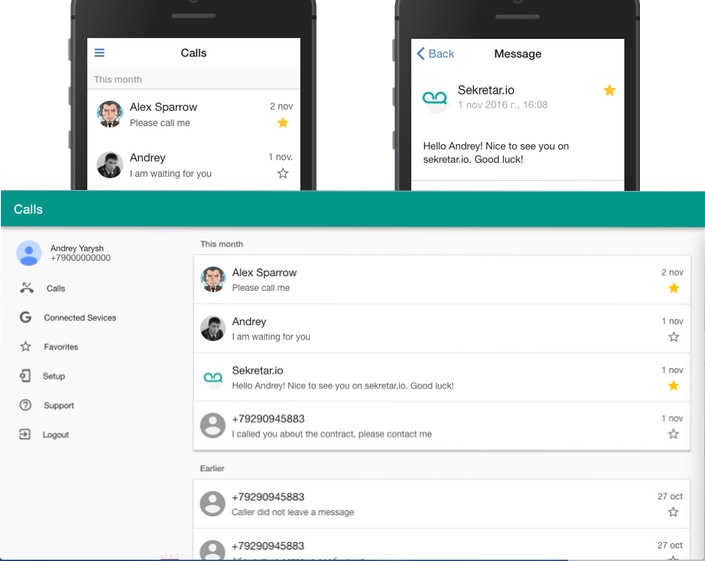 Calls
This month
Alex Sparrow
2 nov
Please call me
Andrey
1 nov.
I am waiting for you
Back
Message
Sekretar.io
1 nov 2016 г., 16:08
Hello Andrey! Nice to see you on
sekretar.io. Good luck!
Calls
Andrey Yarysh
+79000000000
Calls
Connected Sevices
Favorites
Setup
Support
Logout
This month
Alex Sparrow
2 nov
Please call me
Andrey
1 nov
I am waiting for you
Sekretar.io
1 nov
Hello Andrey! Nice to see you on sekretar.io. Good luck!
+79290945883
1 nov
I called you about the contract, please contact me
Earlier
+79290945883
27 oct
Caller did not leave a message
+79290945883
27 oct